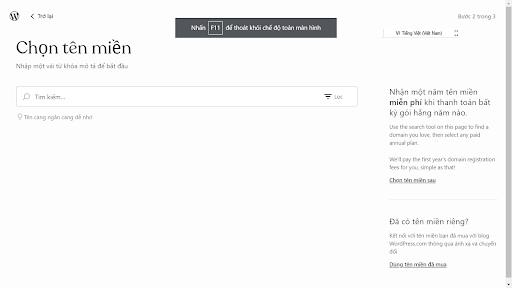 Trở lại
Nhấn F11 để thoát khỏi chế độ toàn màn hình
Bước 2 trong 3
VI Tiếng Việt (Việt Nam)
Chọn tên miền
Nhập một vài từ khóa mô tả để bắt đầu
Tìm kiếm...
Lọc
Tên càng ngắn càng dễ nhớ
Nhận một năm tên miền
miễn phí khi thanh toán bất
kỳ gói hằng năm nào.
Use the search tool on this page to find a
domain you love, then select any paid
annual plan.
We'll pay the first year's domain registration
fees for you, simple as that!
Chọn tên miền sau
Đã có tên miền riêng?
Kết nối với tên miền bạn đã mua với blog
WordPress.com thông qua ánh xạ và chuyển
đổi.
Dùng tên miền đã mua